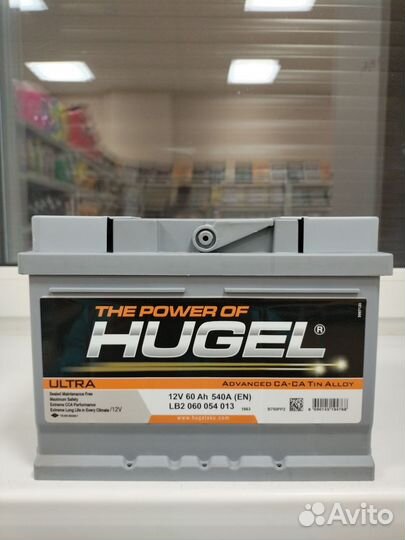 THE POWER OF
HUGEL®
ULTRA
ADVANCED CA-CA TIN ALLOY
Sealed Maintenance Free
Maximum Safety
Extreme CCA Performance
Extreme Long Life in Every Climate /12V
12V 60 Ah 540A (EN)
LB2 060 054 013
www.hugelaku.com
Avito